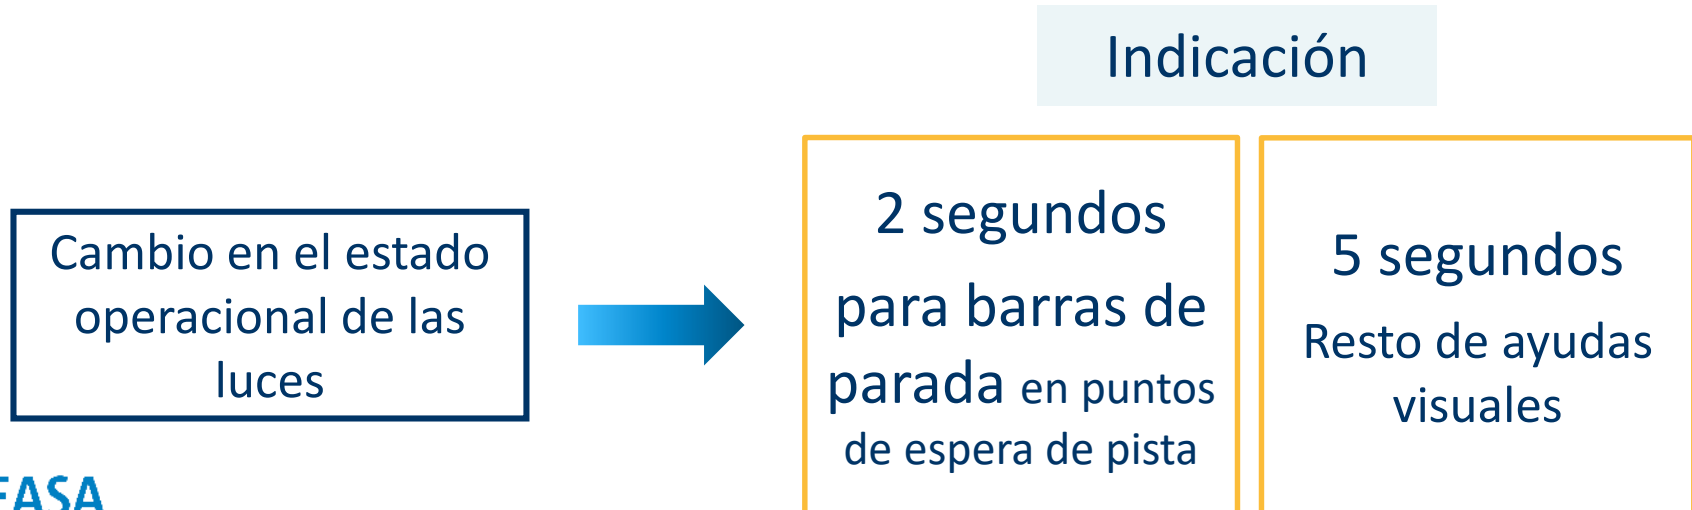 Indicación
Cambio en el estado
operacional de las
luces
2 segundos
para barras de
parada en puntos
de espera de pista
5 segundos
Resto de ayudas
visuales
EASA